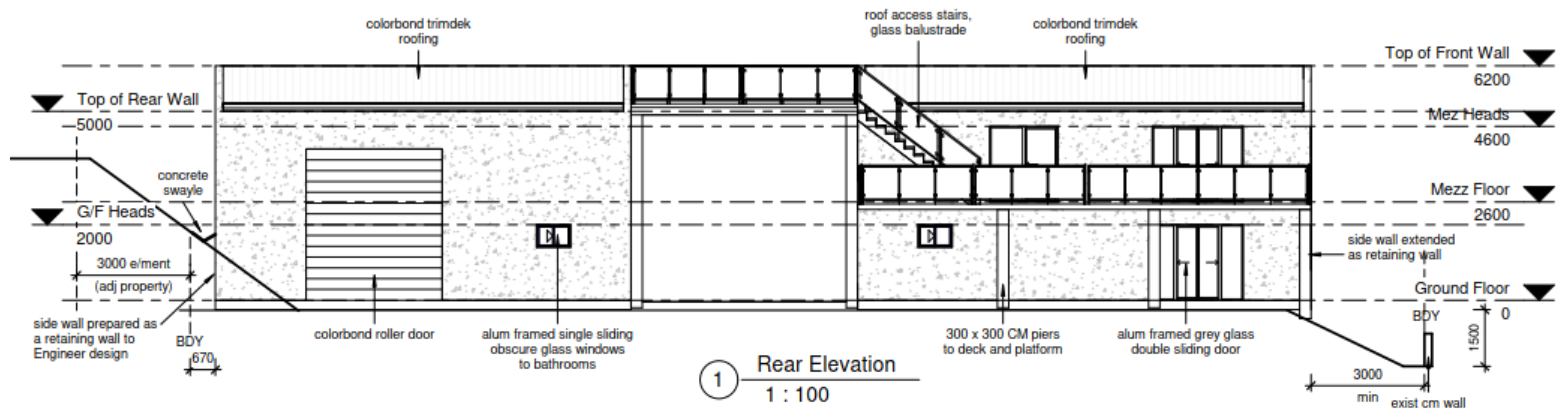 colorbond trimdek
roofing
roof access stairs,
glass balustrade
colorbond trimdek
roofing
Top of Front Wall
6200
Top of Rear Wall
5000
Mez Heads
4600
concrete
swayle
G/F Heads
2000
Mezz Floor
2600
3000 e/ment
(adj property)
side wall extended
as retaining wall
Ground Floor
0
side wall prepared as
a retaining wall to
Engineer design
BDY
670
colorbond roller door
alum framed single sliding
obscure glass windows
to bathrooms
300 x 300 CM piers
to deck and platform
alum framed grey glass
double sliding door
BDY
1500
3000
min
exist cm wall
1
Rear Elevation
1 : 100